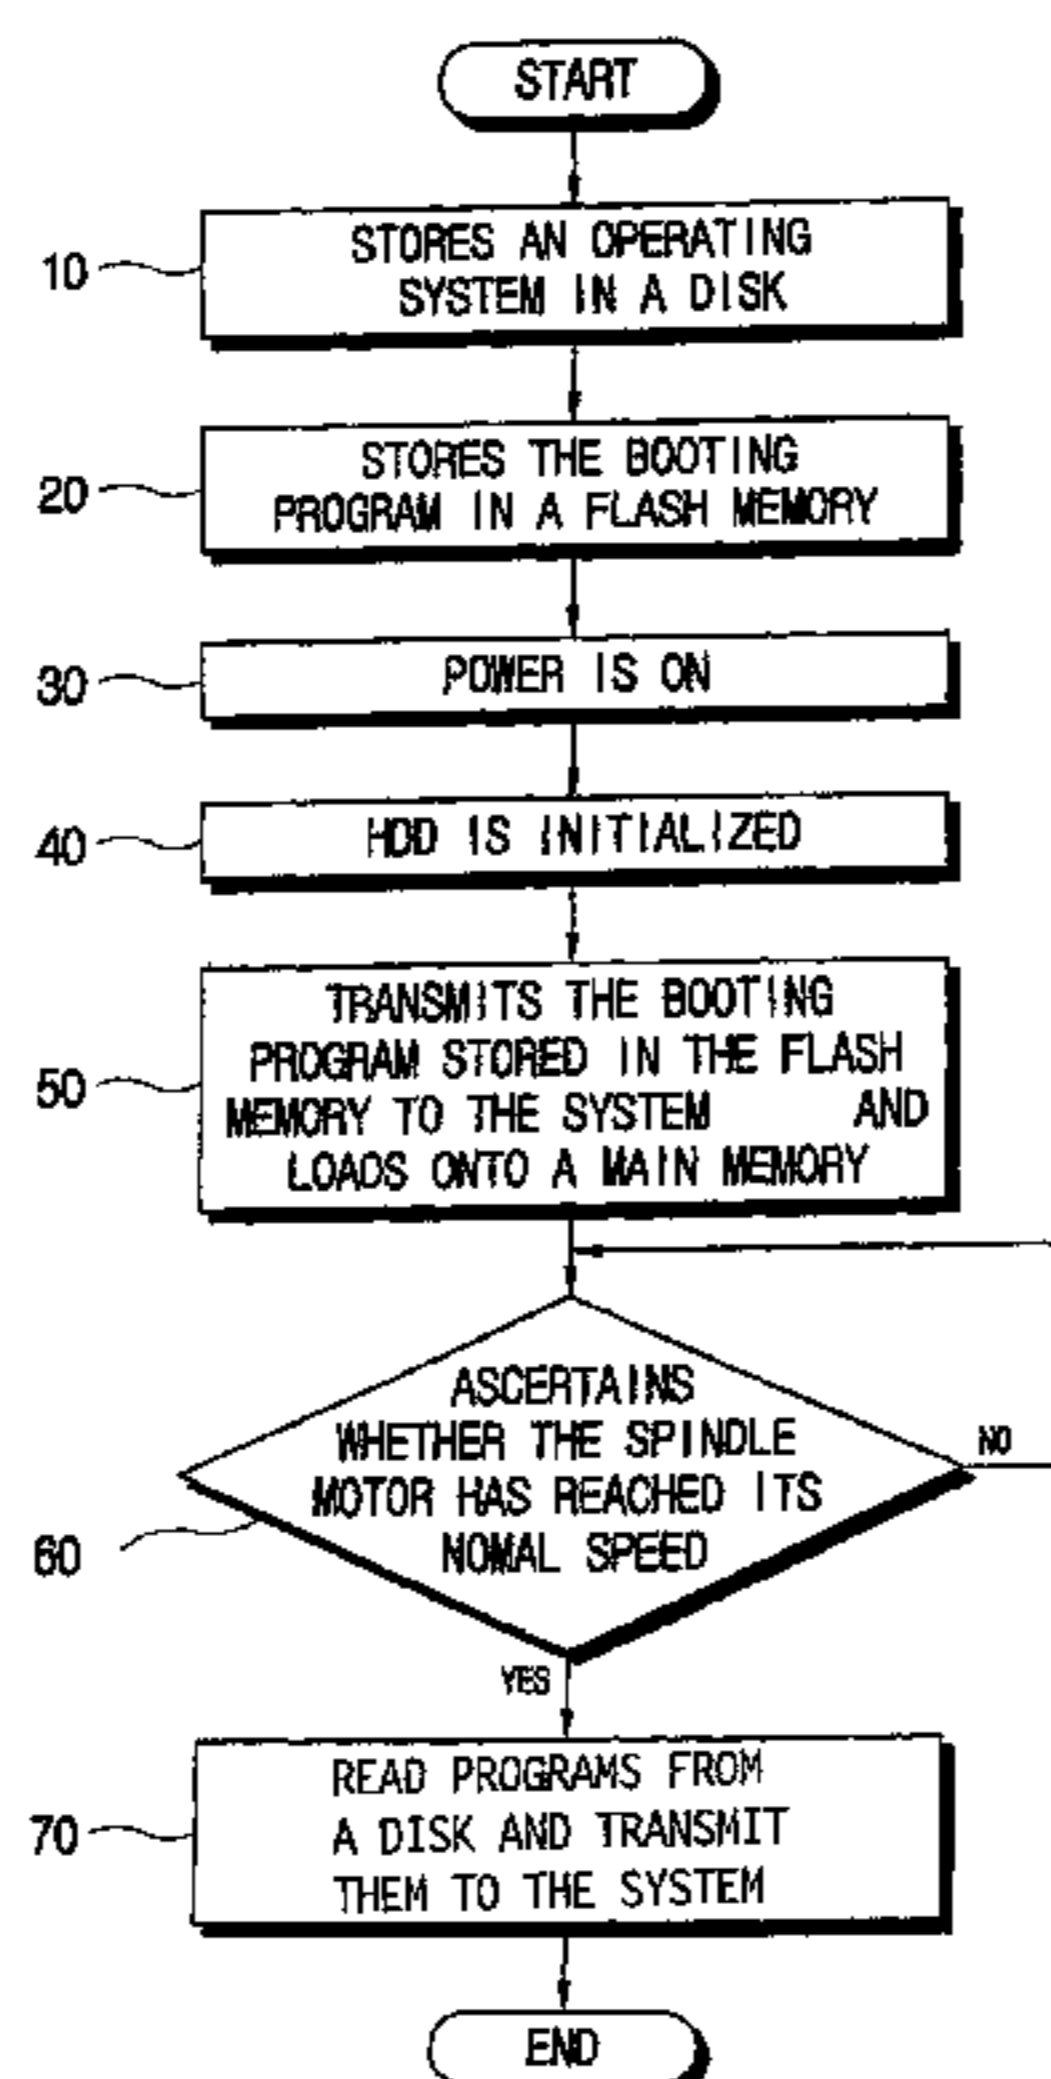 START
10
STORES AN OPERATING
SYSTEM IN A DISK
20
STORES THE BOOTING
PROGRAM IN A FLASH MEMORY
30
POWER IS ON
40
HDD IS INITIALIZED
50
TRANSMITS THE BOOTING
PROGRAM STORED IN THE FLASH
MEMORY TO THE SYSTEM AND
LOADS ONTO A MAIN MEMORY
60
ASCERTAINS
WHETHER THE SPINDLE
MOTOR HAS REACHED ITS
NOMAL SPEED
NO
YES
70
READ PROGRAMS FROM
A DISK AND TRANSMIT
THEM TO THE SYSTEM
END